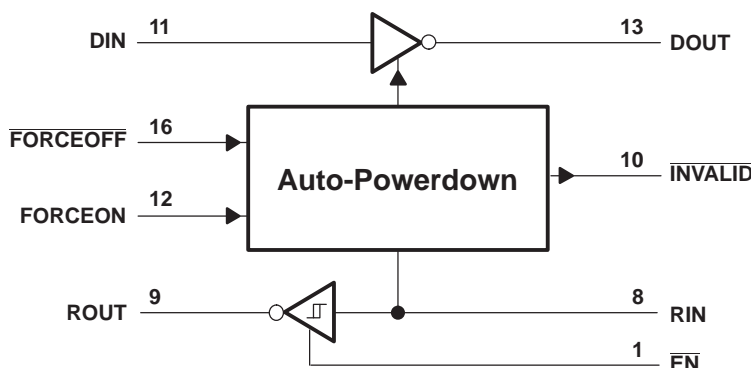 DIN 11 13 DOUT
FORCEOFF 16
Auto-Powerdown
10 INVALID
FORCEON 12
ROUT 9 8 RIN
1 EN